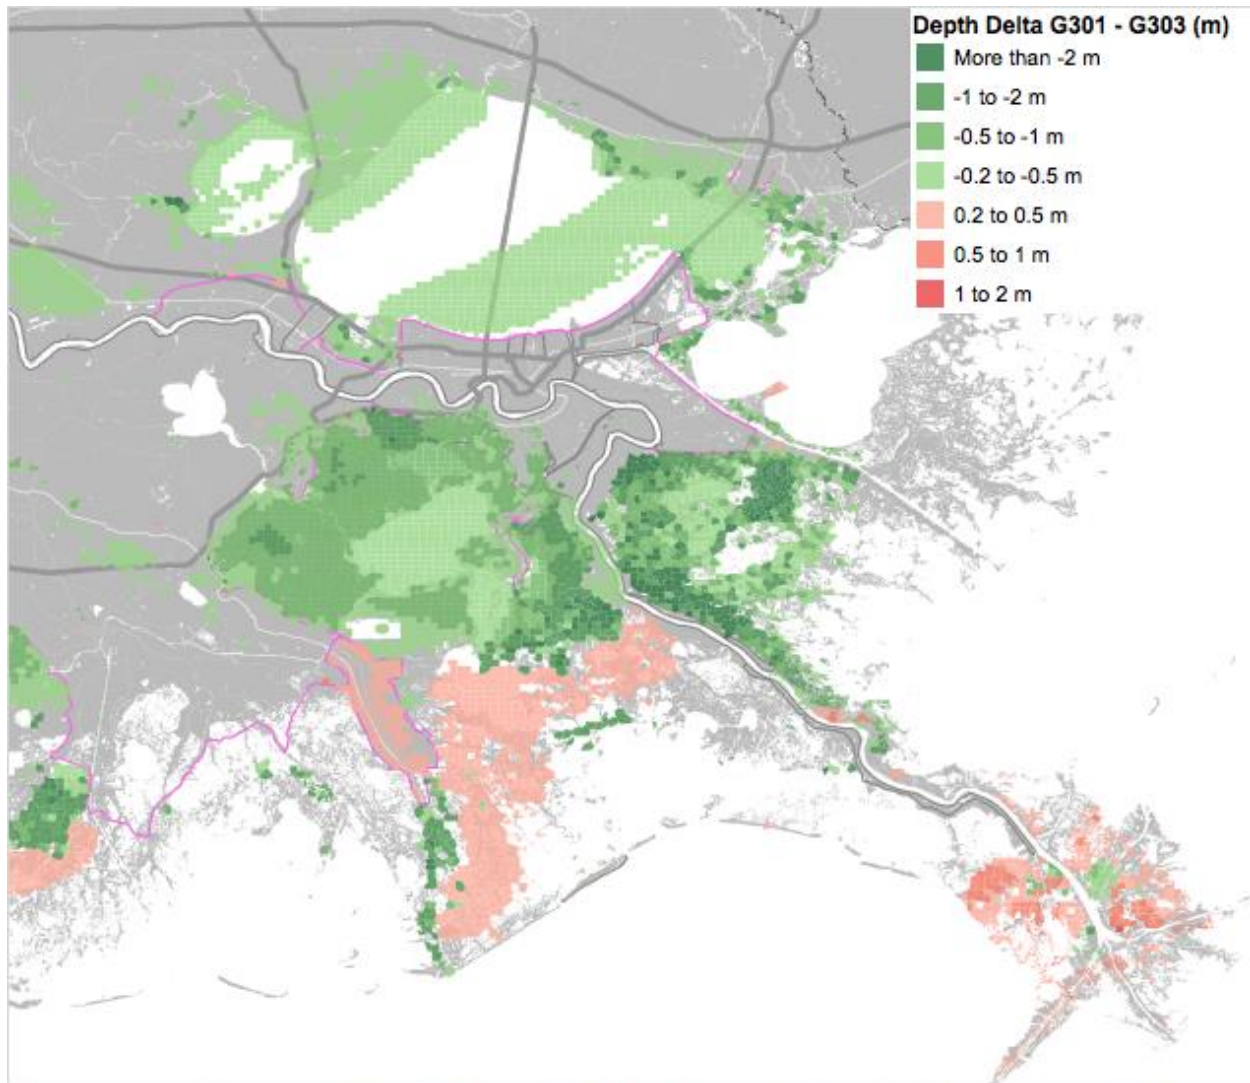 Depth Delta G301 - G303 (m)
More than -2 m
-1 to -2 m
-0.5 to -1 m
-0.2 to -0.5 m
0.2 to 0.5 m
0.5 to 1 m
1 to 2 m